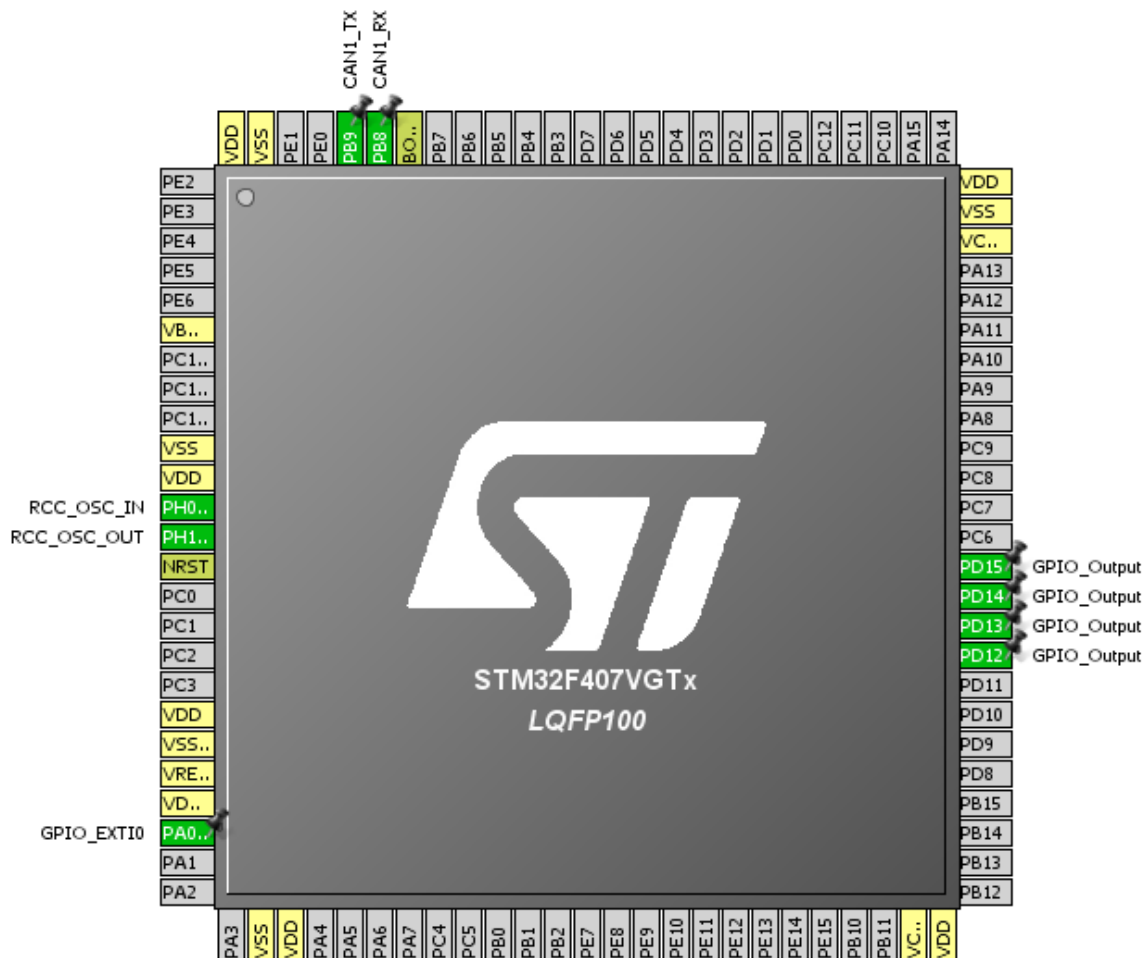 CAN1_TX
CAN1_RX
VDD
VSS
PE1
PE0
PB9
PB8
BO..
PB7
PB6
PB5
PB4
PB3
PD7
PD6
PD5
PD4
PD3
PD2
PD1
PD0
PC12
PC11
PC10
PA15
PA14
PE2
PE3
PE4
PE5
PE6
VB..
PC1..
PC1..
PC1..
VSS
VDD
RCC_OSC_IN PH0..
RCC_OSC_OUT PH1..
NRST
PC0
PC1
PC2
PC3
VDD
VSS..
VRE..
VD..
GPIO_EXTI0 PA0..
PA1
PA2
STM32F407VGTx
LQFP100
VDD
VSS
VC..
PA13
PA12
PA11
PA10
PA9
PA8
PC9
PC8
PC7
PC6
PD15 GPIO_Output
PD14 GPIO_Output
PD13 GPIO_Output
PD12 GPIO_Output
PD11
PD10
PD9
PD8
PB15
PB14
PB13
PB12
PA3
VSS
VDD
PA4
PA5
PA6
PA7
PC4
PC5
PB0
PB1
PB2
PE7
PE8
PE9
PE10
PE11
PE12
PE13
PE14
PE15
PB10
PB11
VC..
VDD